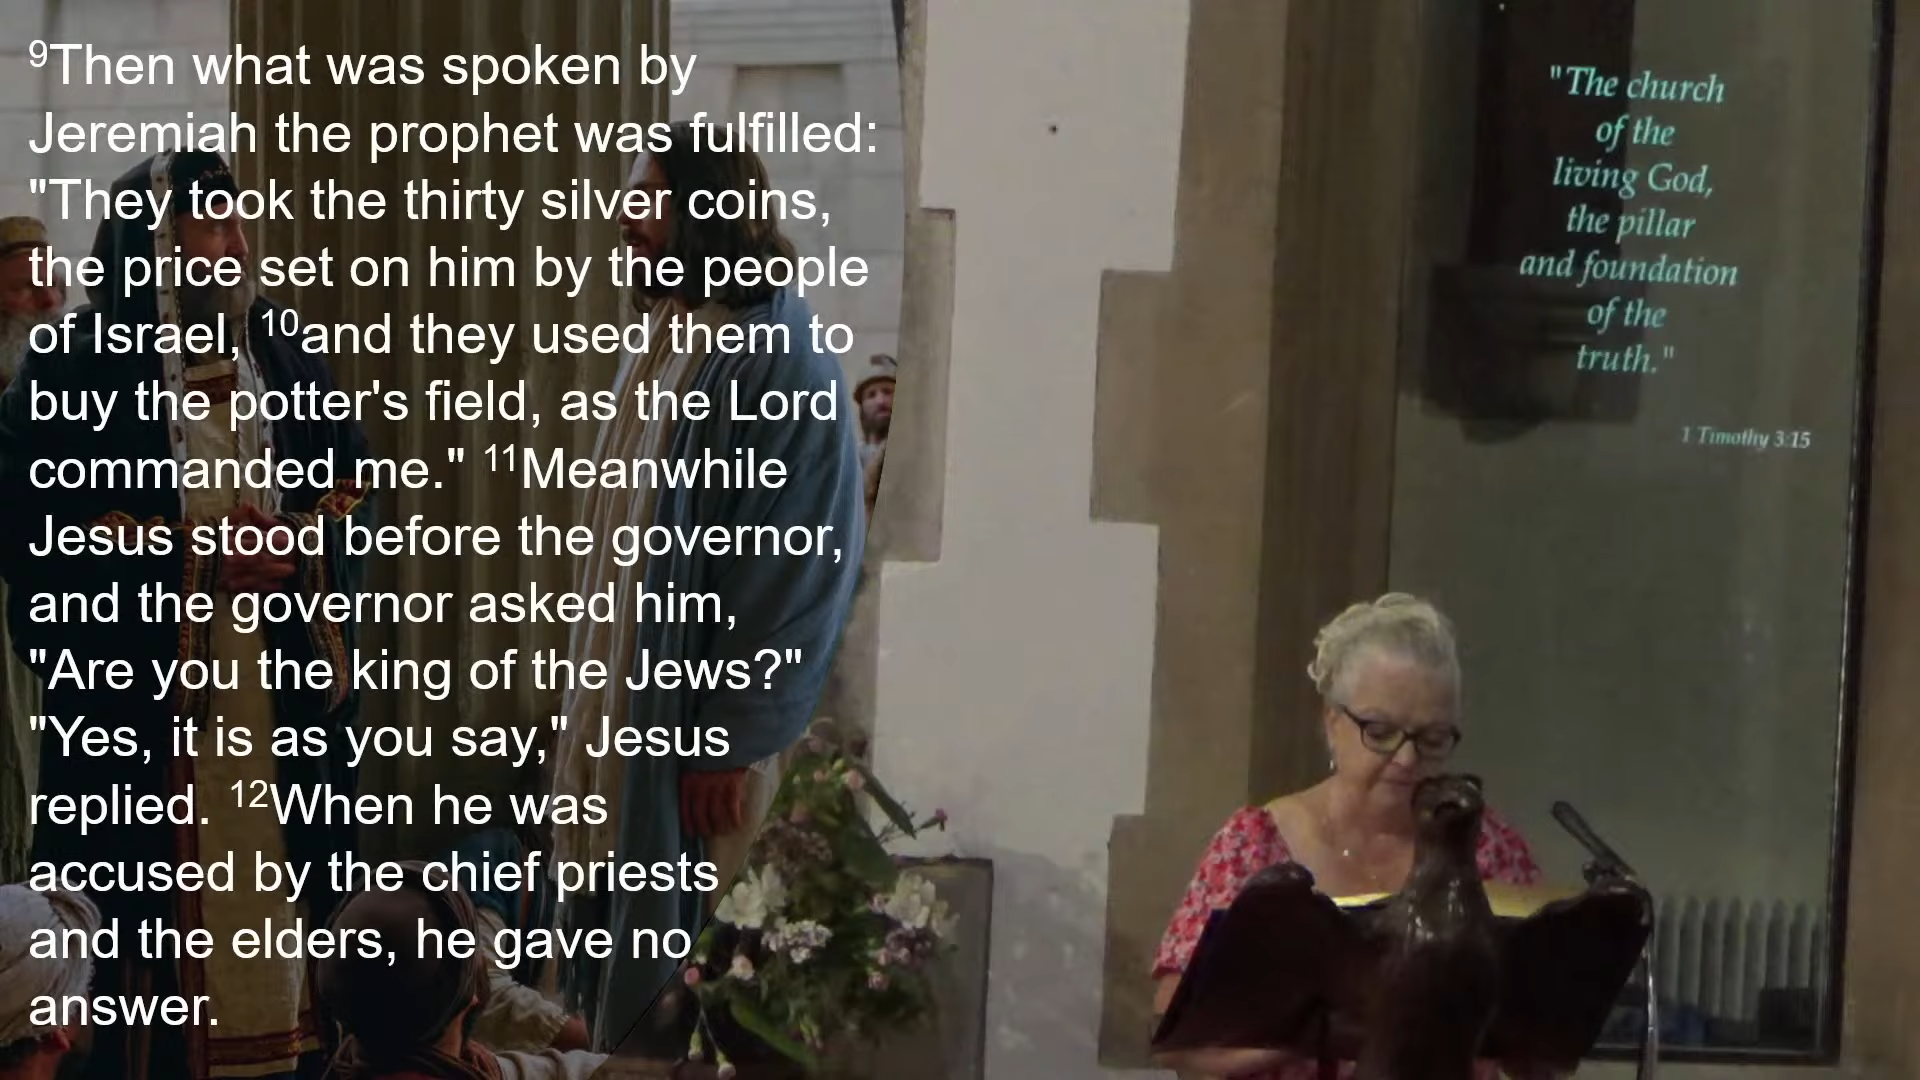 ⁹Then what was spoken by
Jeremiah the prophet was fulfilled:
"They took the thirty silver coins,
the price set on him by the people
of Israel, ¹⁰and they used them to
buy the potter's field, as the Lord
commanded me." ¹¹Meanwhile
Jesus stood before the governor,
and the governor asked him,
"Are you the king of the Jews?"
"Yes, it is as you say," Jesus
replied. ¹²When he was
accused by the chief priests
and the elders, he gave no
answer.
"The church
of the
living God,
the pillar
and foundation
of the
truth."
1 Timothy 3:15